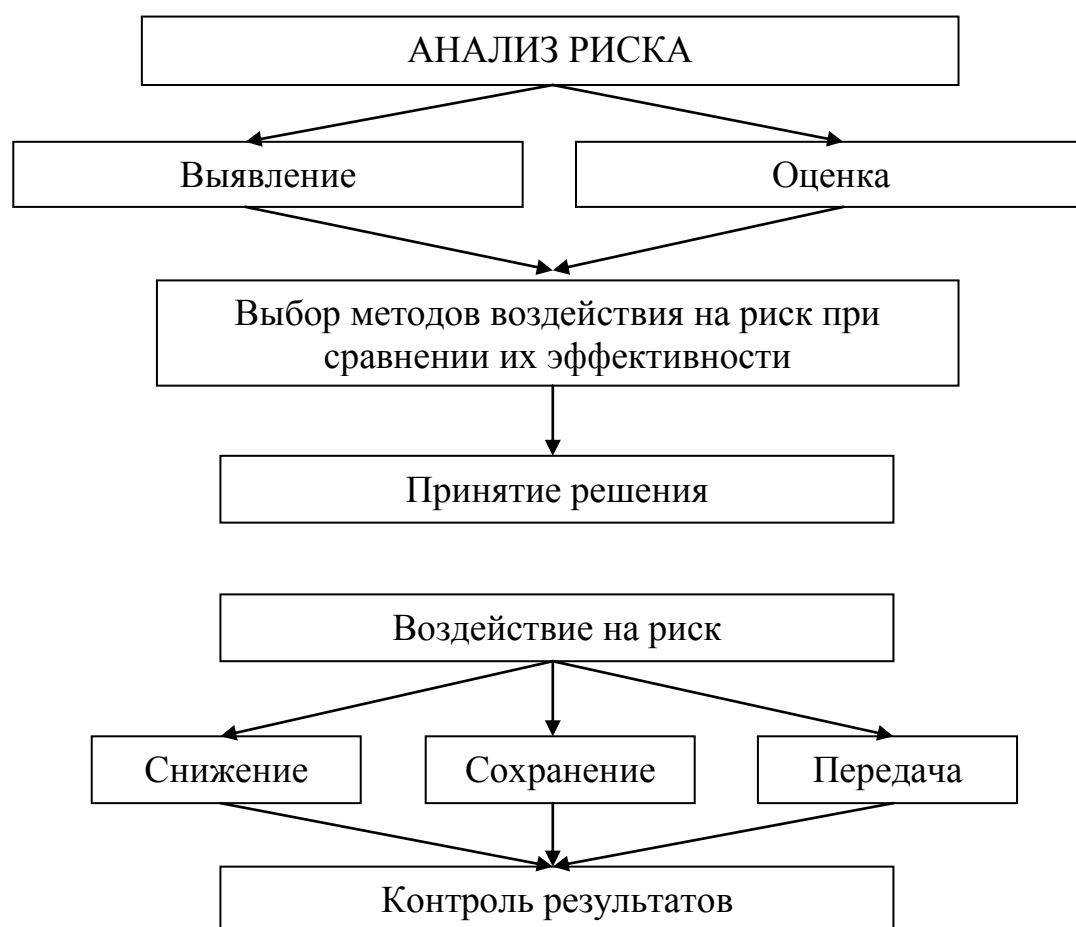 АНАЛИЗ РИСКА
Выявление
Оценка
Выбор методов воздействия на риск при
сравнении их эффективности
Принятие решения
Воздействие на риск
Снижение
Сохранение
Передача
Контроль результатов